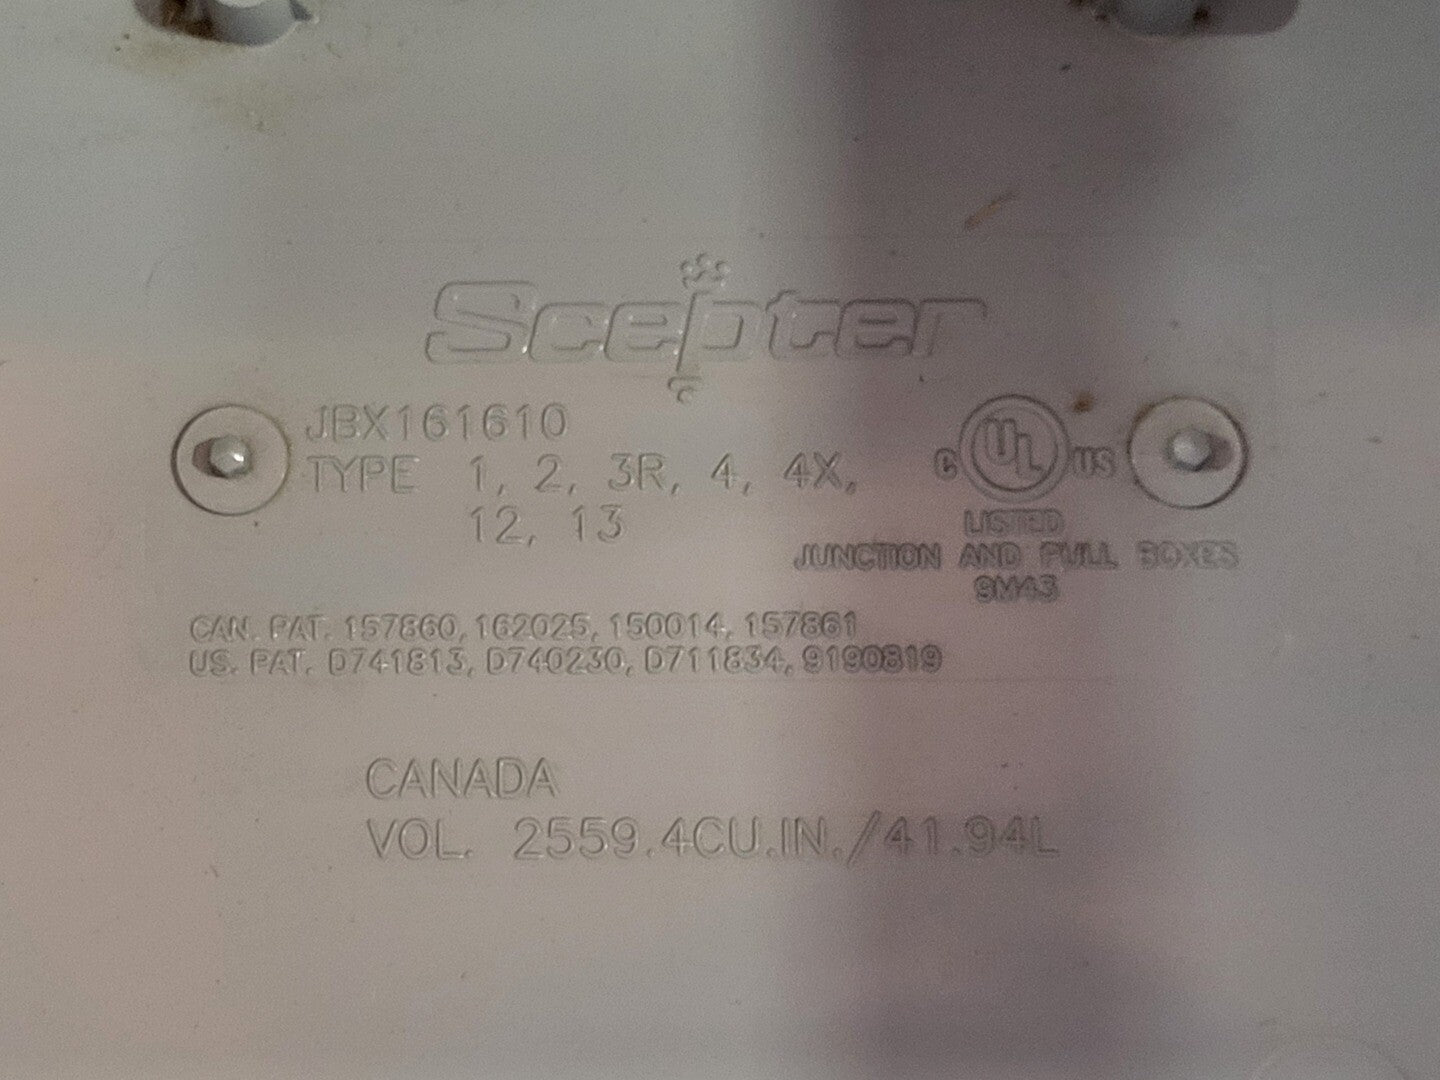 Scepter
JBX161610
TYPE 1, 2, 3R, 4, 4X,
12, 13
C UL US
LISTED
JUNCTION AND PULL BOXES
9M43
CAN. PAT. 157860, 162025, 150014, 157861
US. PAT. D741813, D740230, D711834, 9190819
CANADA
VOL. 2559.4CU.IN./41.94L